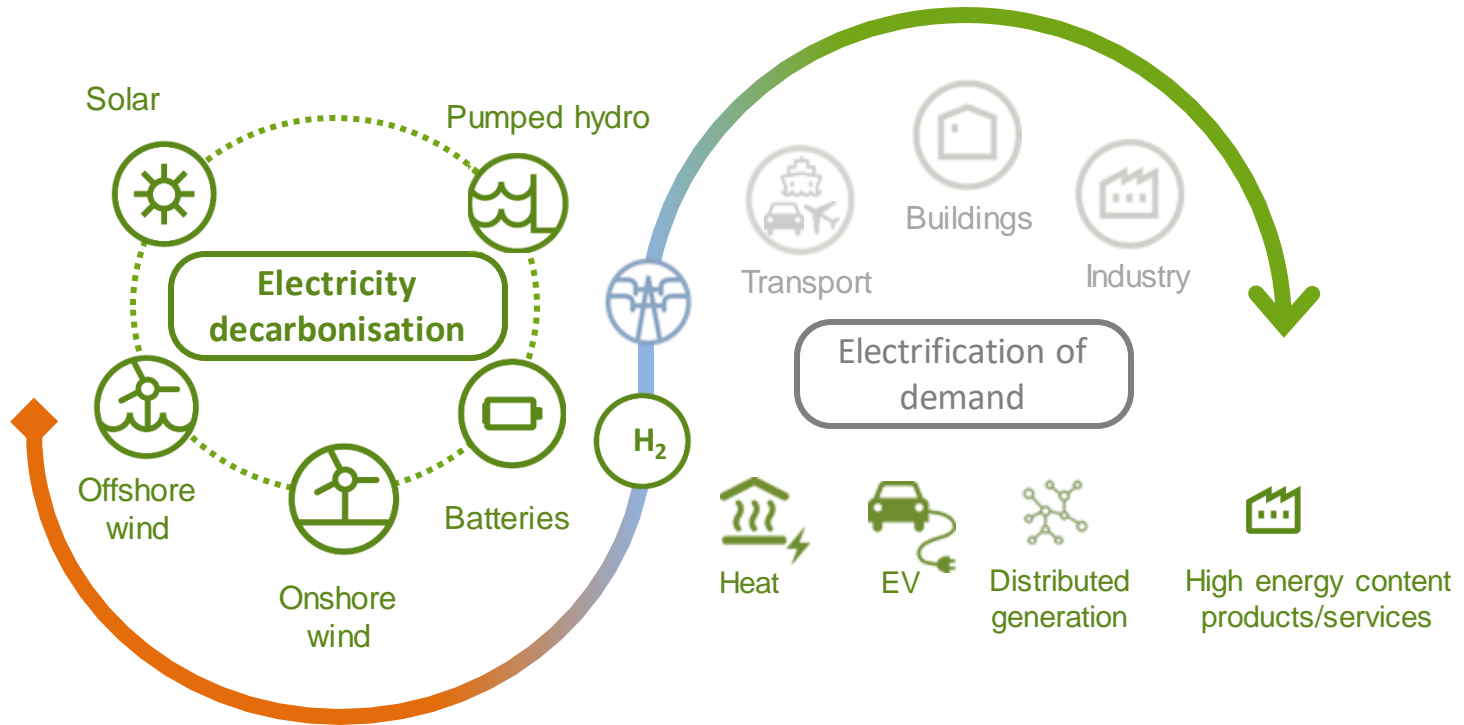 Solar
Pumped hydro
Electricity
decarbonisation
Offshore
wind
Onshore
wind
Batteries
H₂
Transport
Buildings
Industry
Electrification of
demand
Heat
EV
Distributed
generation
High energy content
products/services